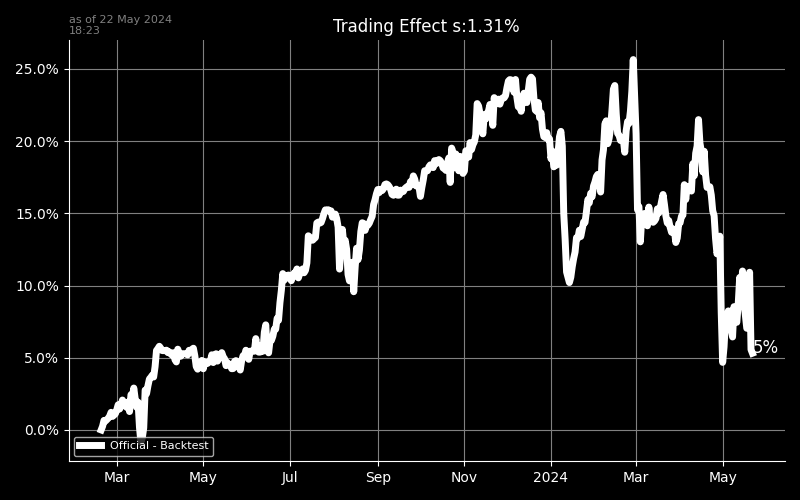 as of 22 May 2024
18:23
Trading Effect s:1.31%
25.0%
20.0%
15.0%
10.0%
5.0%
0.0%
5%
Official - Backtest
Mar May Jul Sep Nov 2024 Mar May